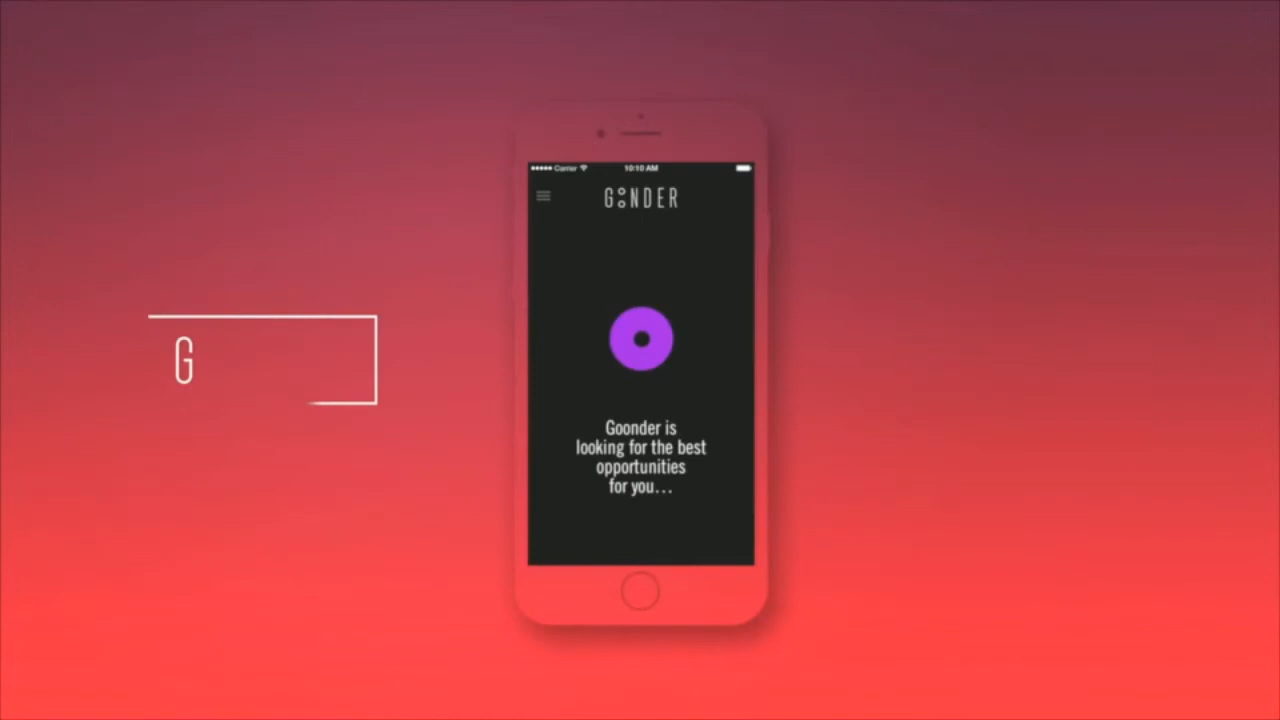 Carrier 10:10 AM
GOONDER
G
Goonder is
looking for the best
opportunities
for you...